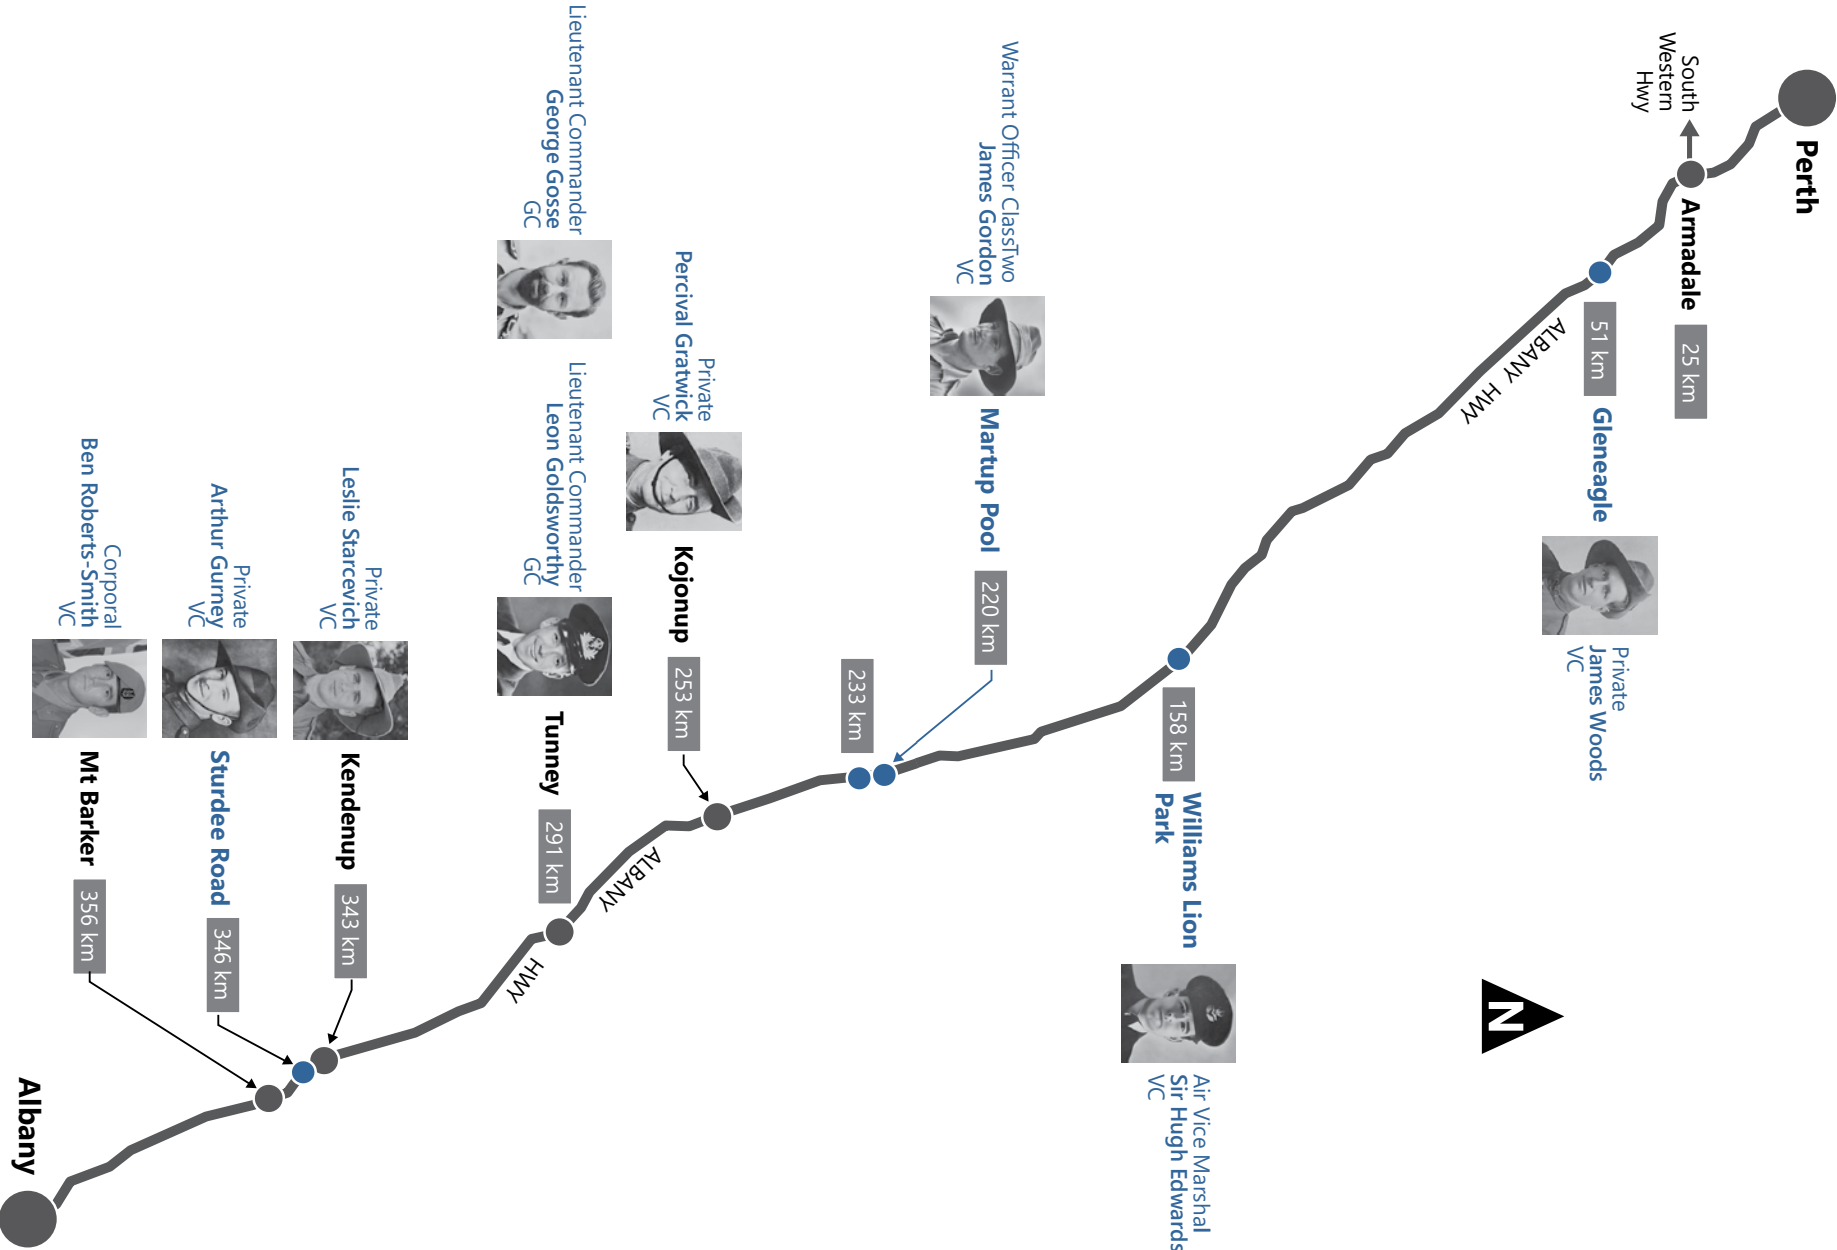 Perth
South
Western
Hwy
Armadale
25 km
51 km
Gleneagle
Private
James Woods
VC
ALBANY HWY
158 km
Williams Lion
Park
Air Vice Marshal
Sir Hugh Edwards
VC
Warrant Officer ClassTwo
James Gordon
VC
Martup Pool
220 km
233 km
Private
Percival Gratwick
VC
Kojonup
253 km
Lieutenant Commander
George Gosse
GC
Lieutenant Commander
Leon Goldsworthy
GC
Tunney
291 km
ALBANY
HWY
Private
Leslie Starcevich
VC
Kendenup
343 km
Private
Arthur Gurney
VC
Sturdee Road
346 km
Corporal
Ben Roberts-Smith
VC
Mt Barker
356 km
Albany
N